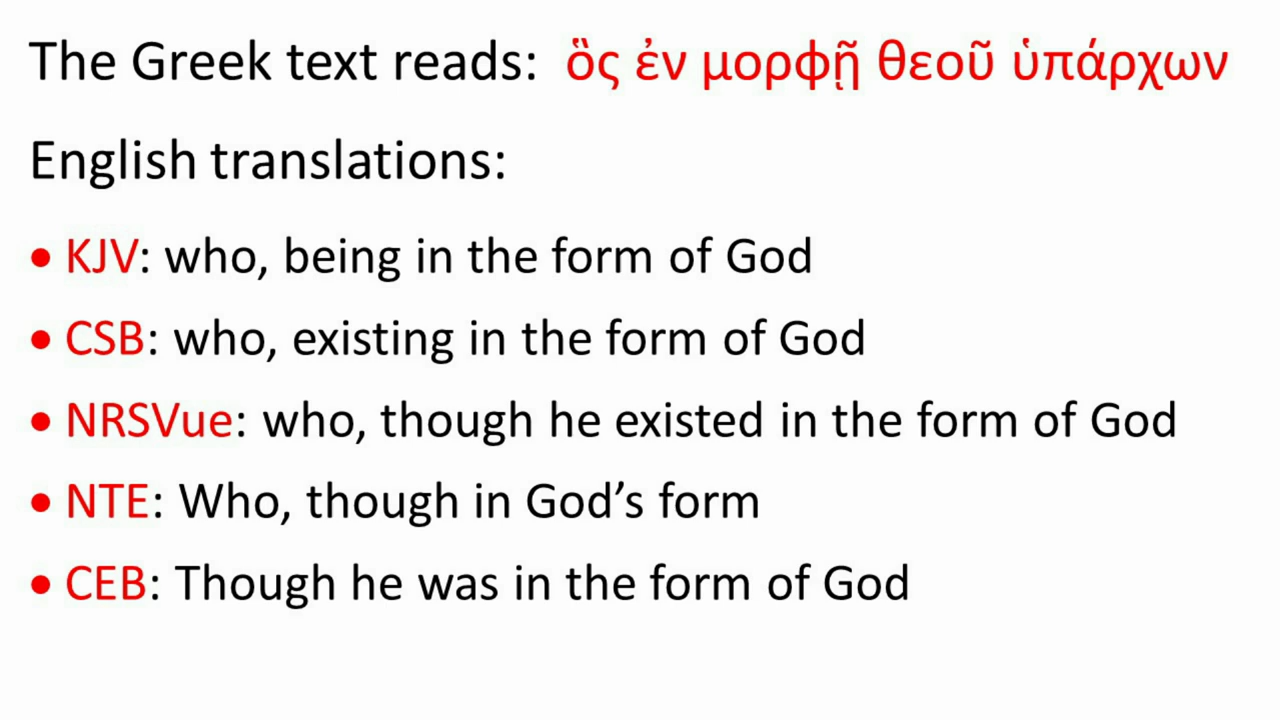 The Greek text reads: ὃς ἐν μορφῇ θεοῦ ὑπάρχων
English translations:
• KJV: who, being in the form of God
• CSB: who, existing in the form of God
• NRSVue: who, though he existed in the form of God
• NTE: Who, though in God’s form
• CEB: Though he was in the form of God